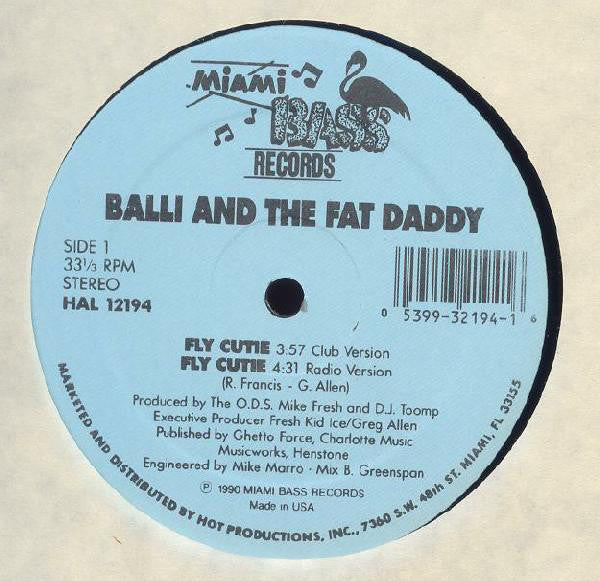 MiAMi
BASS
RECORDS
BALLI AND THE FAT DADDY
SIDE 1
33⅓ RPM
STEREO
HAL 12194
0 5399-32194-1 6
FLY CUTIE 3:57 Club Version
FLY CUTIE 4:31 Radio Version
(R. Francis - G. Allen)
Produced by The O.D.S. Mike Fresh and D.J. Toomp
Executive Producer Fresh Kid Ice/Greg Allen
Published by Ghetto Force, Charlotte Music
Musicworks, Henstone
Engineered by Mike Marro - Mix B. Greenspan
℗ 1990 MIAMI BASS RECORDS
Made in USA
MARKETED AND DISTRIBUTED BY HOT PRODUCTIONS, INC., 7360 S.W. 48th ST. MIAMI, FL 33155